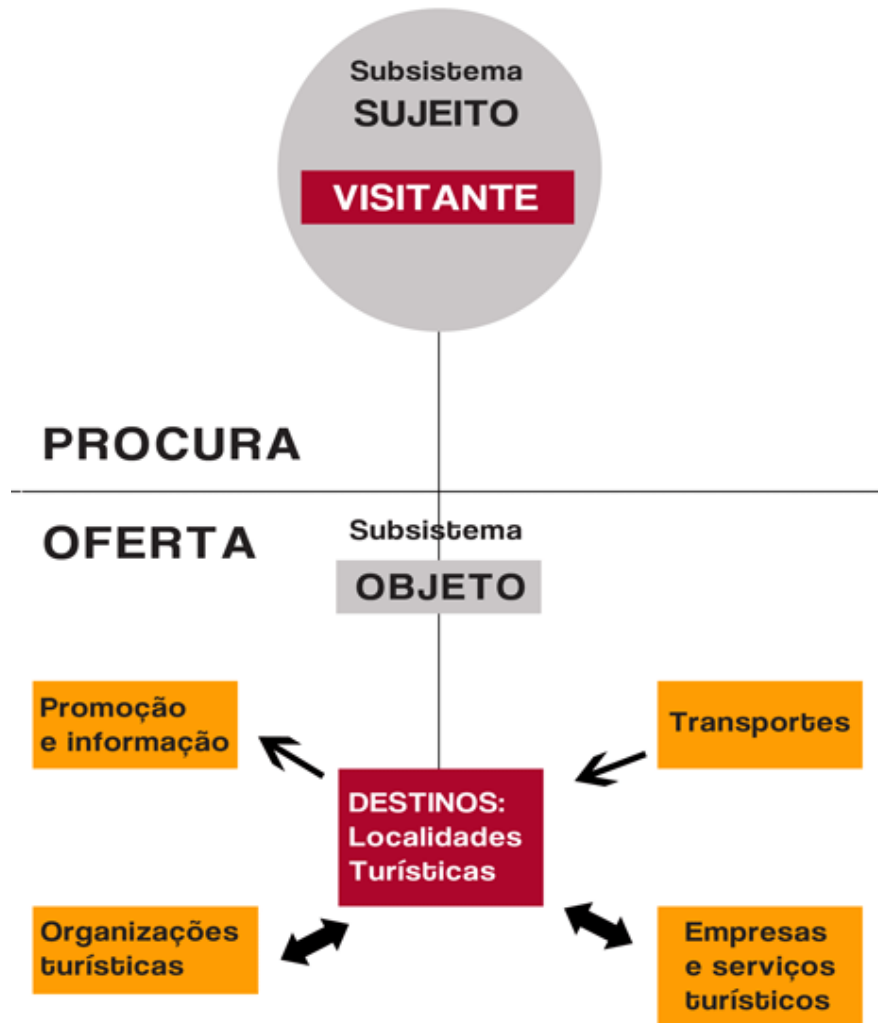 Subsistema
SUJEITO
VISITANTE
PROCURA
OFERTA
Subsistema
OBJETO
Promoção
e informação
Transportes
DESTINOS:
Localidades
Turísticas
Organizações
turísticas
Empresas
e serviços
turísticos